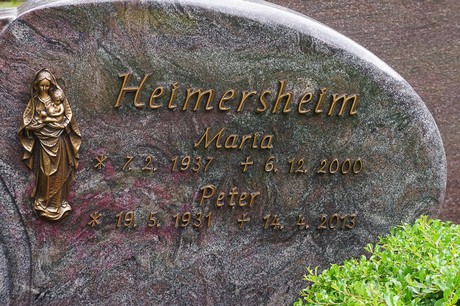 Heimersheim
Maria
* 7. 2. 1937 + 6. 12. 2000
Peter
* 19. 5. 1931 + 14. 4. 2013